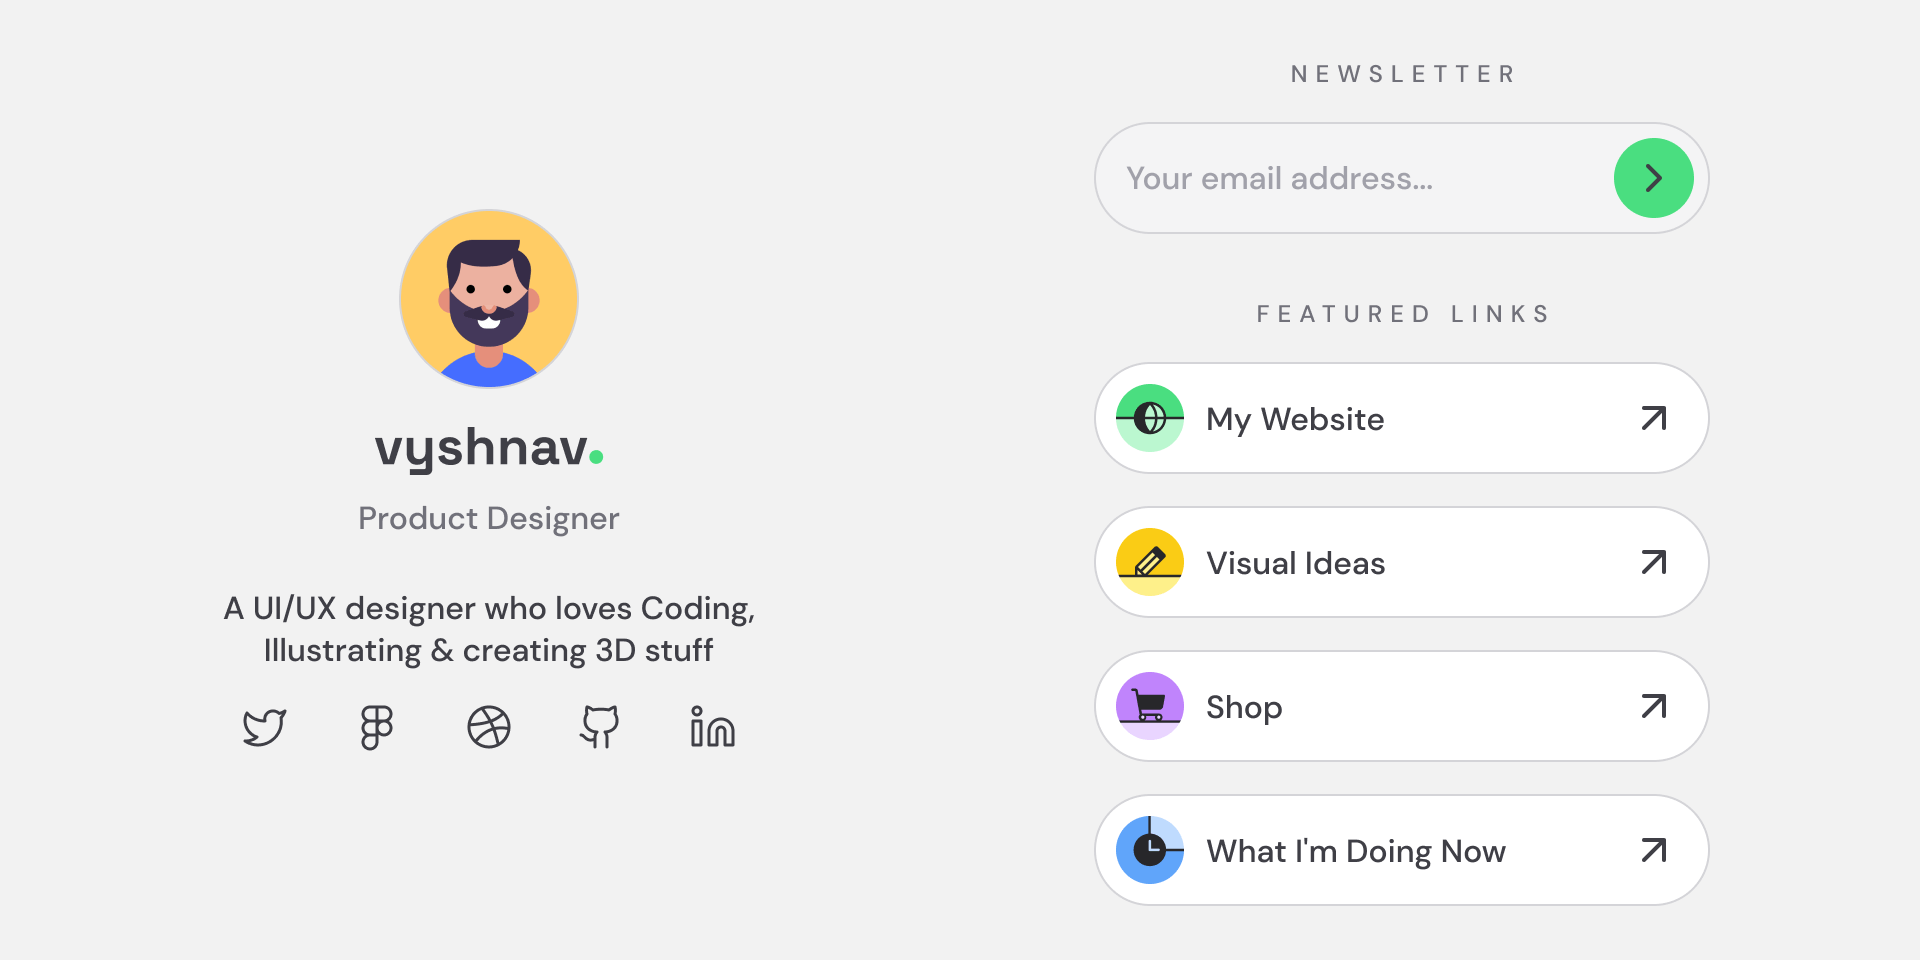 vyshnav.
Product Designer
A UI/UX designer who loves Coding,
Illustrating & creating 3D stuff
NEWSLETTER
Your email address...
FEATURED LINKS
My Website
Visual Ideas
Shop
What I'm Doing Now